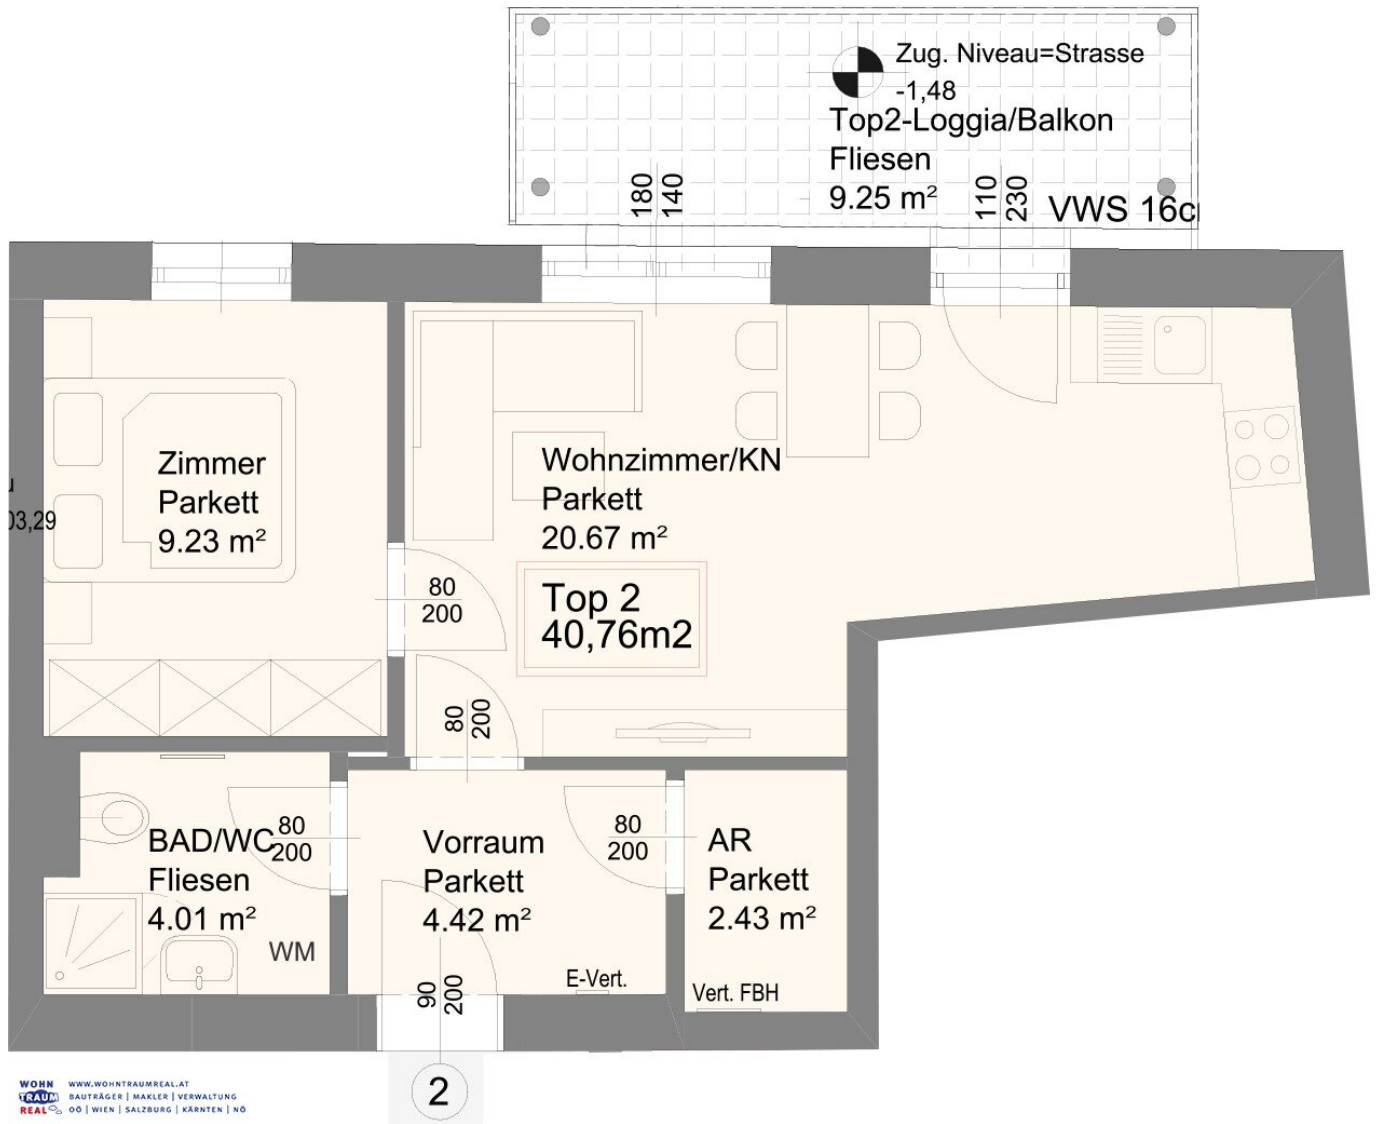 Zug. Niveau=Strasse
-1,48
Top2-Loggia/Balkon
Fliesen
9.25 m²
180
140
110
230
VWS 16c
Zimmer
Parkett
9.23 m²
03,29
Wohnzimmer/KN
Parkett
20.67 m²
Top 2
40,76m2
80
200
80
200
BAD/WC
Fliesen
4.01 m²
80
200
WM
Vorraum
Parkett
4.42 m²
80
200
AR
Parkett
2.43 m²
E-Vert.
Vert. FBH
90
200
2
WOHN
TRAUM
REAL
WWW.WOHNTRAUMREAL.AT
BAUTRÄGER | MAKLER | VERWALTUNG
OÖ | WIEN | SALZBURG | KÄRNTEN | NÖ